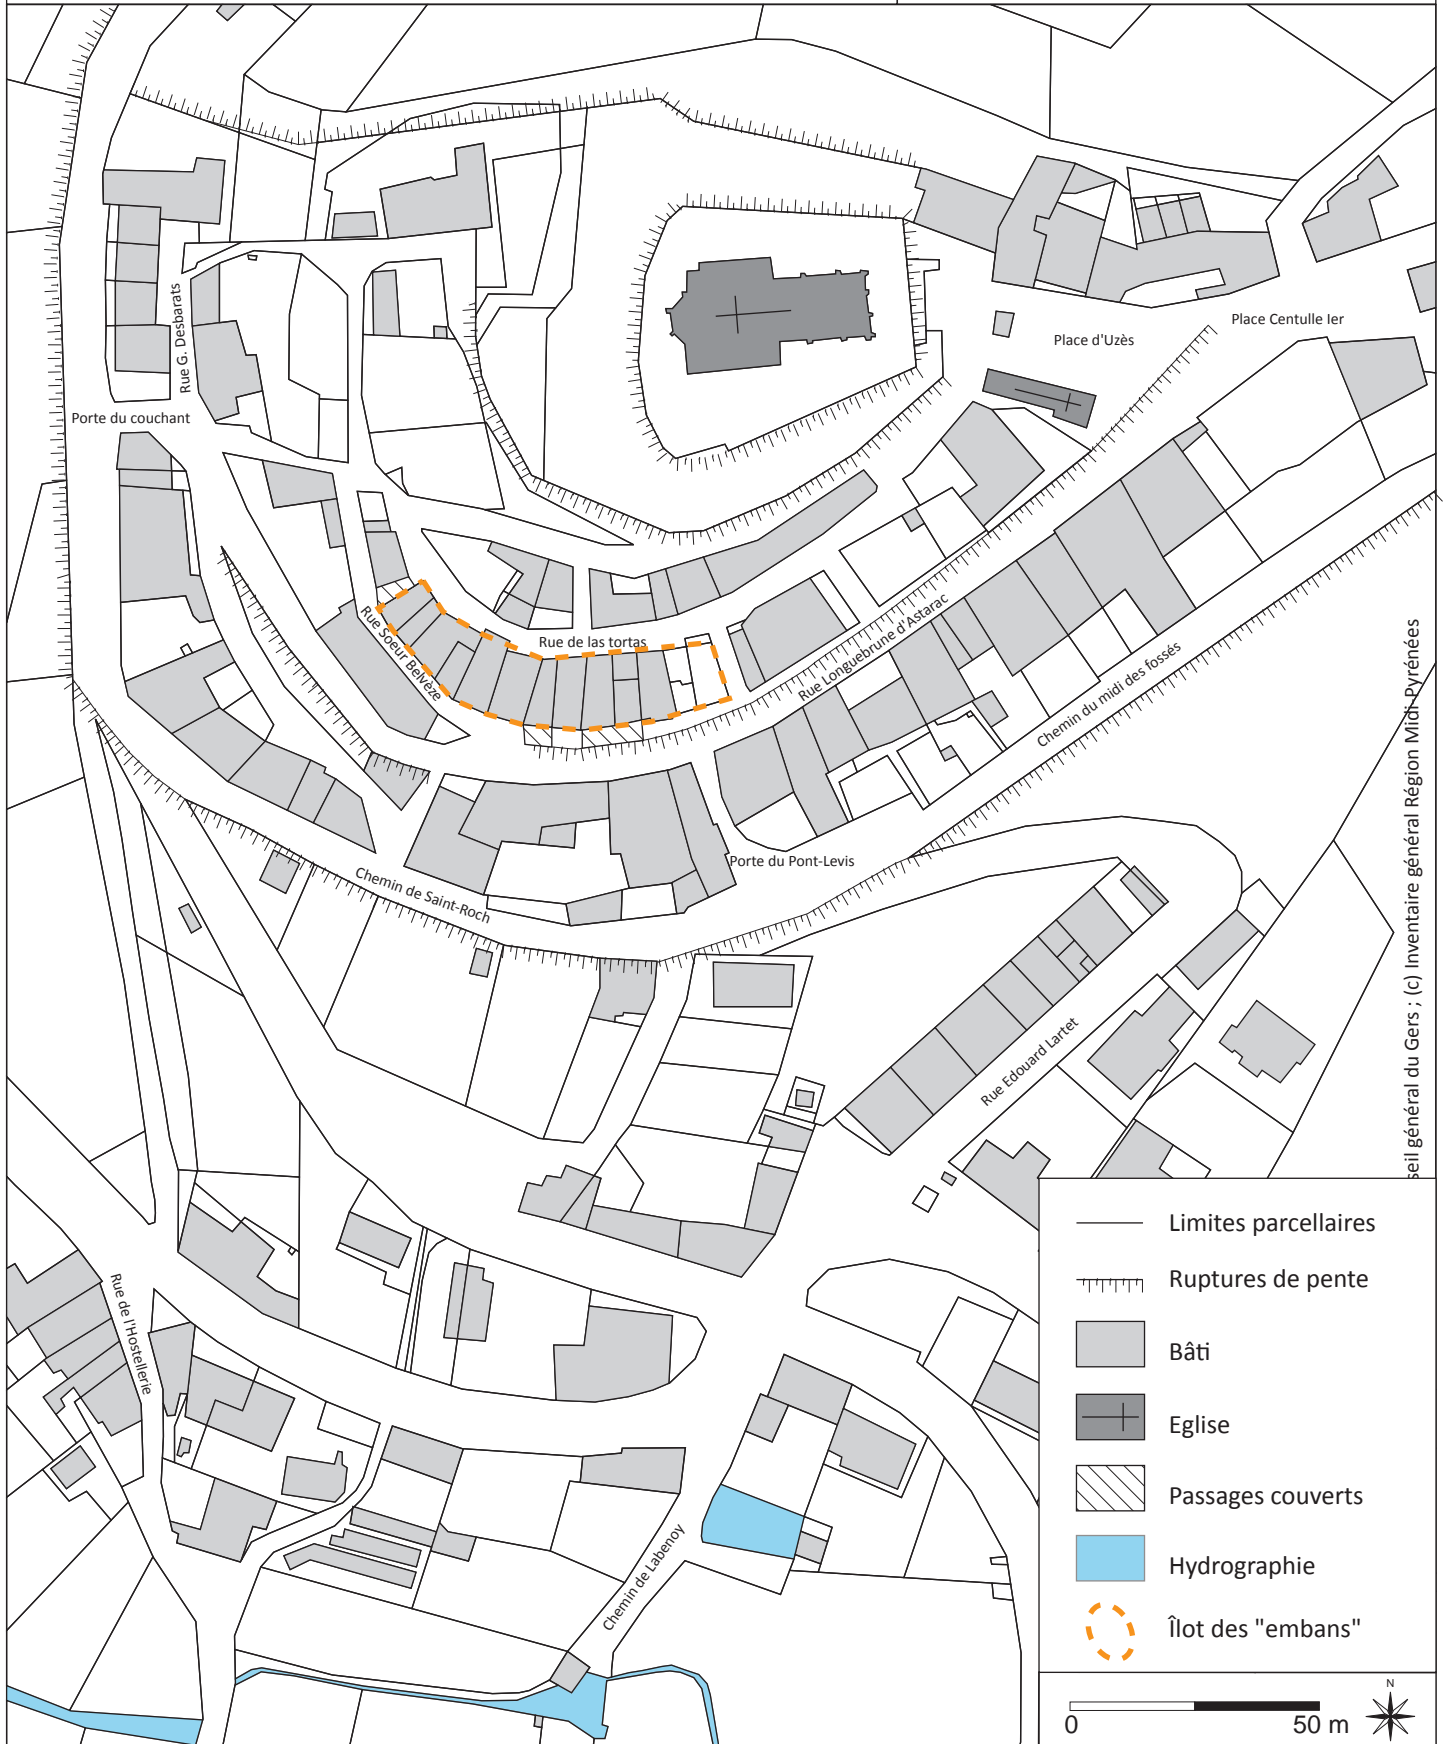 Place Centulle Ier
Place d'Uzès
Rue G. Desbarats
Porte du couchant
Rue Soeur Belvèze
Rue de las tortas
Rue Longuebrune d'Astarac
Chemin du midi des fossés
Porte du Pont-Levis
Chemin de Saint-Roch
Rue Edouard Lartet
Rue de l'Hostellerie
Chemin de Labenoy
seil général du Gers ; (c) Inventaire général Région Midi-Pyrénées
Limites parcellaires
Ruptures de pente
Bâti
Eglise
Passages couverts
Hydrographie
Îlot des "embans"
N
0 50 m